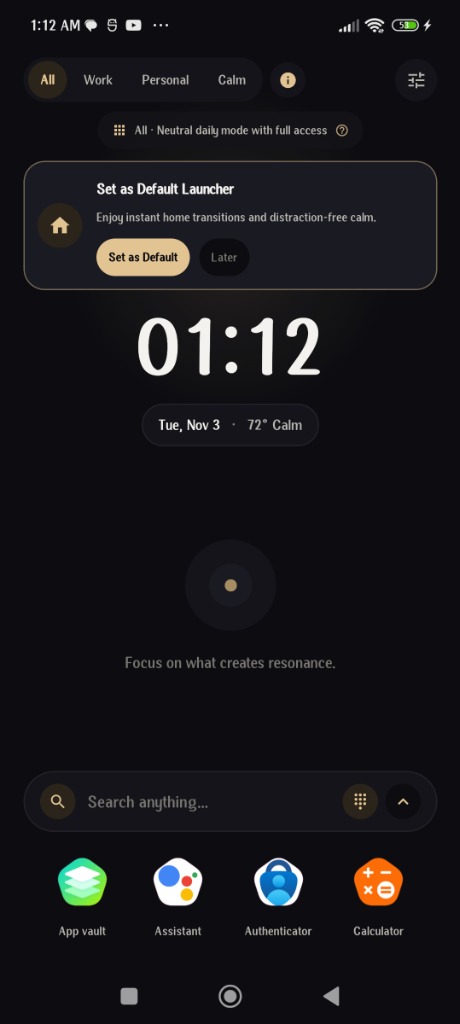 1:12 AM
53
All
Work
Personal
Calm
All · Neutral daily mode with full access
Set as Default Launcher
Enjoy instant home transitions and distraction-free calm.
Set as Default
Later
01:12
Tue, Nov 3 · 72° Calm
Focus on what creates resonance.
Search anything...
App vault
Assistant
Authenticator
Calculator